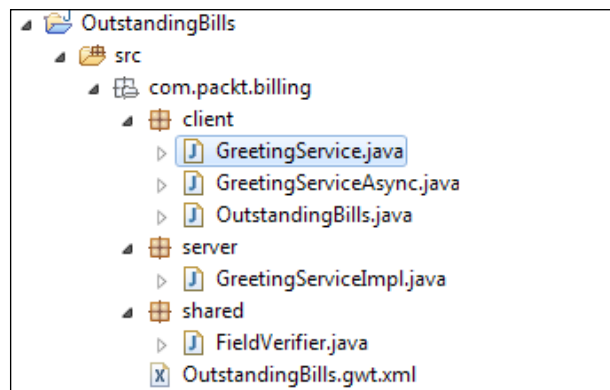 OutstandingBills
src
com.packt.billing
client
GreetingService.java
GreetingServiceAsync.java
OutstandingBills.java
server
GreetingServiceImpl.java
shared
FieldVerifier.java
OutstandingBills.gwt.xml